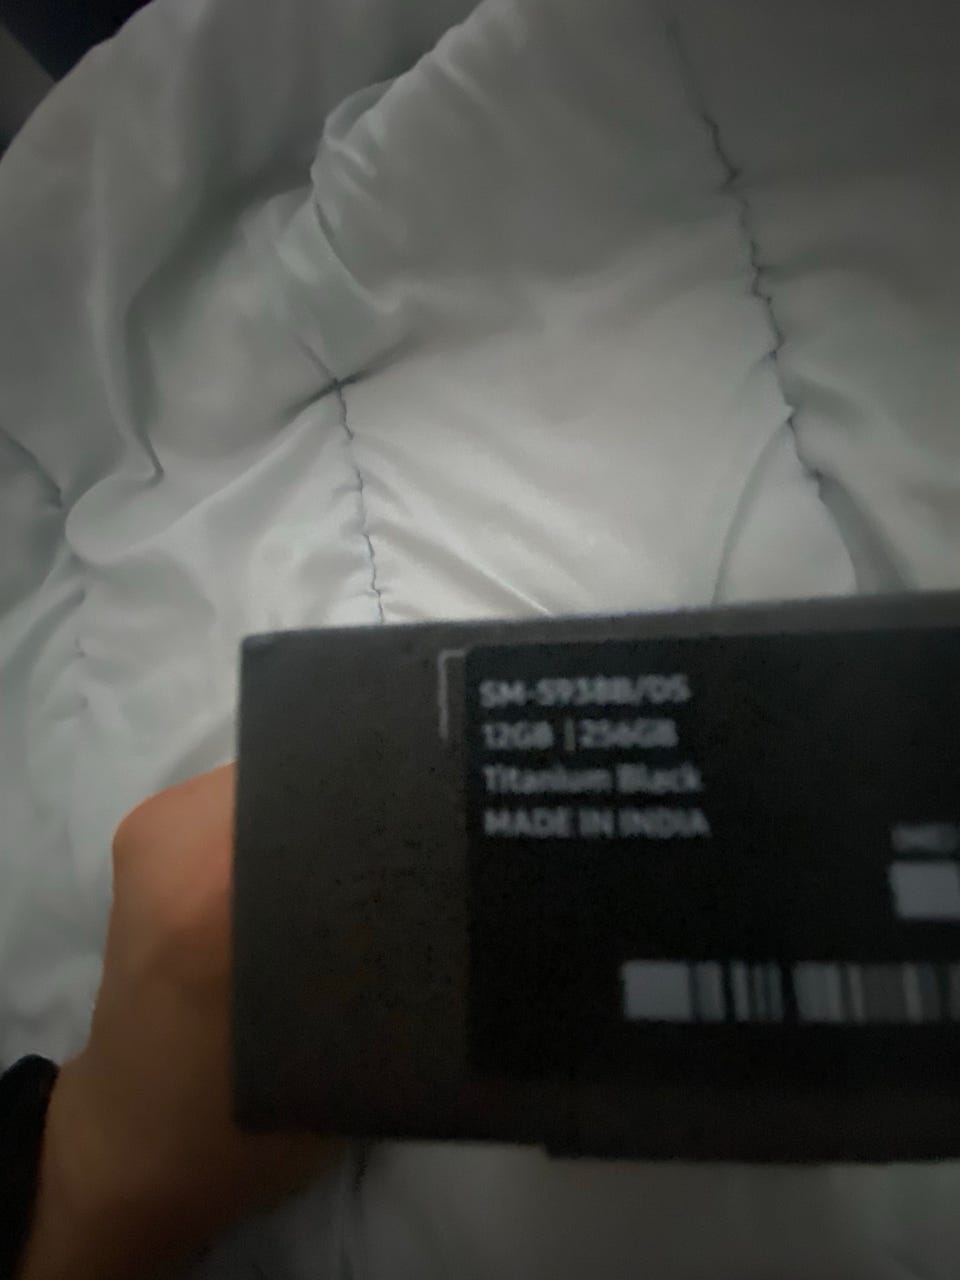 SM-S938B/DS
12GB | 256GB
Titanium Black
MADE IN INDIA